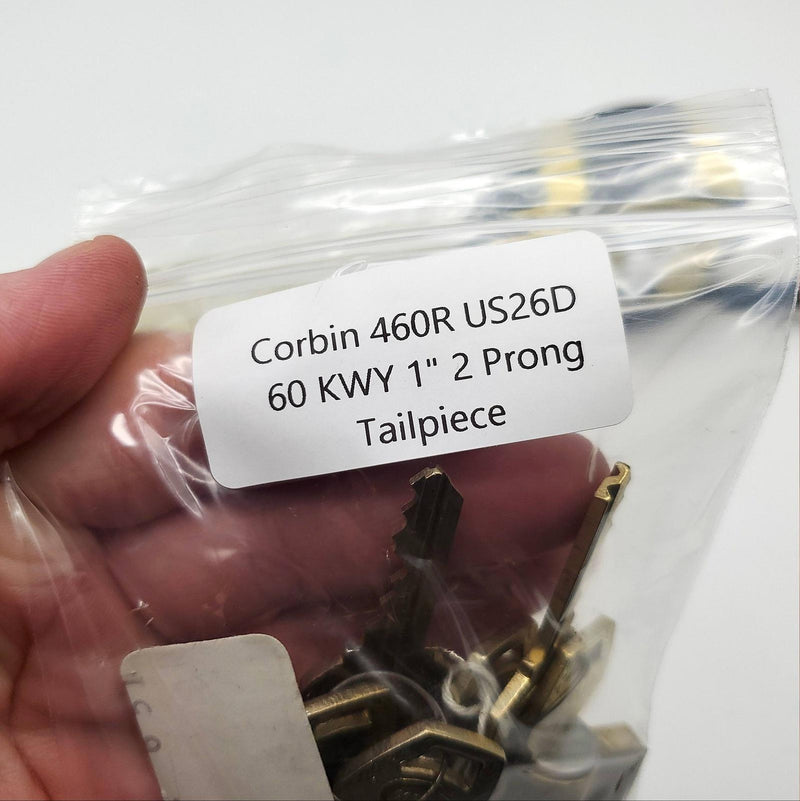 Corbin 460R US26D
60 KWY 1" 2 Prong
Tailpiece